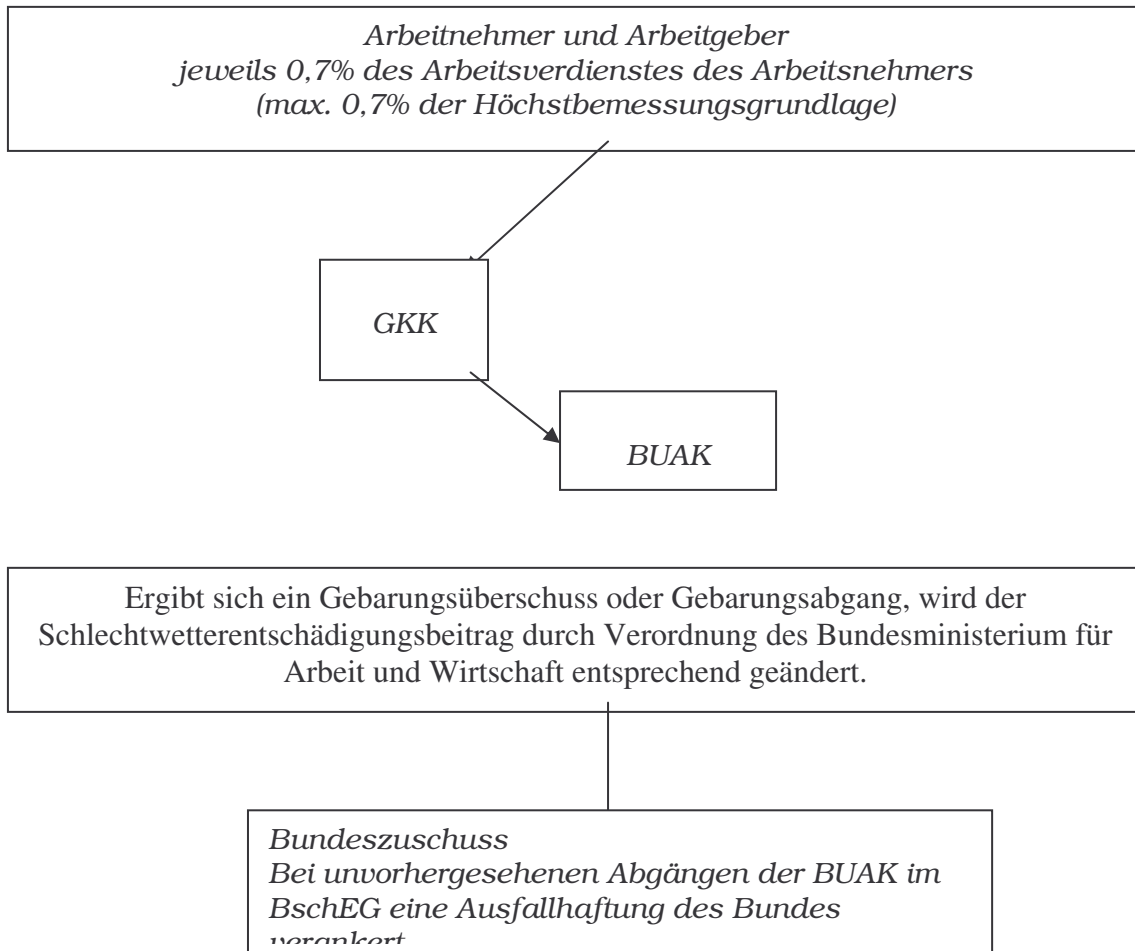 Arbeitnehmer und Arbeitgeber
jeweils 0,7% des Arbeitsverdienstes des Arbeitsnehmers
(max. 0,7% der Höchstbemessungsgrundlage)
GKK
BUAK
Ergibt sich ein Gebarungsüberschuss oder Gebarungsabgang, wird der
Schlechtwetterentschädigungsbeitrag durch Verordnung des Bundesministerium für
Arbeit und Wirtschaft entsprechend geändert.
Bundeszuschuss
Bei unvorhergesehenen Abgängen der BUAK im
BschEG eine Ausfallhaftung des Bundes
verankert